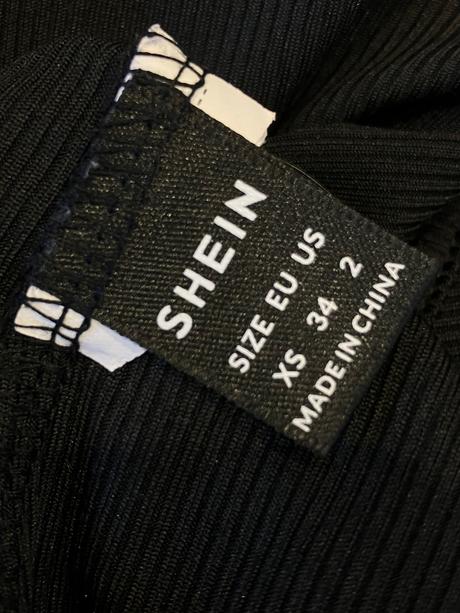 SHEIN
SIZE EU US
XS 34 2
MADE IN CHINA